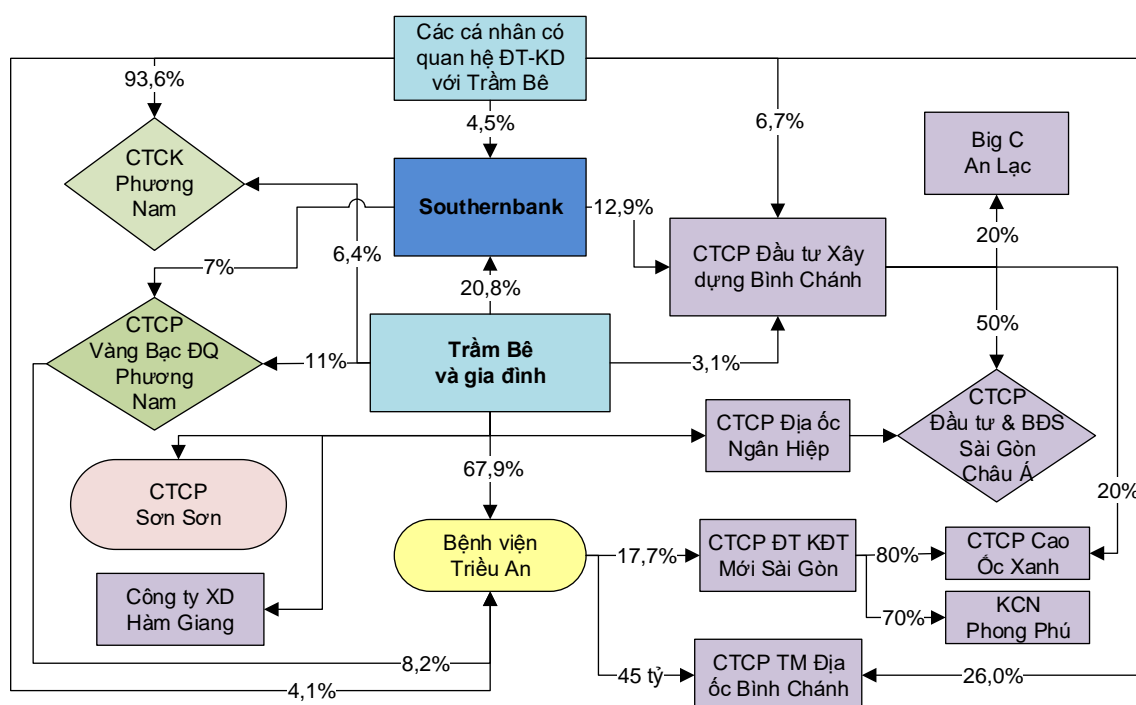 Các cá nhân có
quan hệ ĐT-KD
với Trầm Bê
93,6%
4,5%
6,7%
Big C
An Lạc
CTCK
Phương
Nam
Southernbank
12,9%
CTCP Đầu tư Xây
dựng Bình Chánh
20%
7%
6,4%
20,8%
50%
CTCP
Vàng Bạc ĐQ
Phương
Nam
11%
Trầm Bê
và gia đình
3,1%
CTCP Địa ốc
Ngân Hiệp
CTCP
Đầu tư & BĐS
Sài Gòn
Châu Á
67,9%
20%
CTCP
Sơn Sơn
Bệnh viện
Triều An
17,7%
CTCP ĐT KĐT
Mới Sài Gòn
80%
CTCP Cao
Ốc Xanh
Công ty XD
Hàm Giang
70%
KCN
Phong Phú
8,2%
4,1%
45 tỷ
CTCP TM Địa
ốc Bình Chánh
26,0%